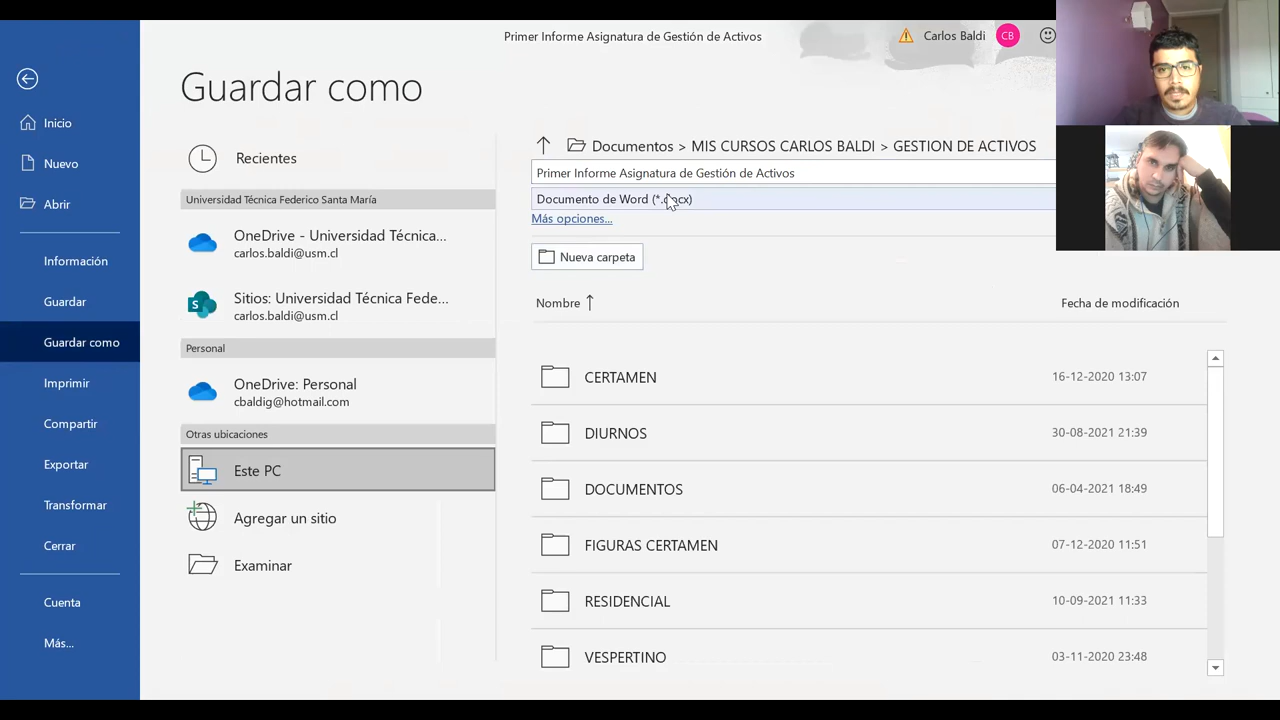 Primer Informe Asignatura de Gestión de Activos
Carlos Baldi
CB
Guardar como
Inicio
Nuevo
Abrir
Información
Guardar
Guardar como
Imprimir
Compartir
Exportar
Transformar
Cerrar
Cuenta
Más...
Recientes
Universidad Técnica Federico Santa María
OneDrive - Universidad Técnica...
carlos.baldi@usm.cl
S
Sitios: Universidad Técnica Fede...
carlos.baldi@usm.cl
Personal
OneDrive: Personal
cbaldig@hotmail.com
Otras ubicaciones
Este PC
Agregar un sitio
Examinar
Documentos > MIS CURSOS CARLOS BALDI > GESTION DE ACTIVOS
Primer Informe Asignatura de Gestión de Activos
Documento de Word (*.docx)
Más opciones...
Nueva carpeta
Nombre Fecha de modificación
CERTAMEN 16-12-2020 13:07
DIURNOS 30-08-2021 21:39
DOCUMENTOS 06-04-2021 18:49
FIGURAS CERTAMEN 07-12-2020 11:51
RESIDENCIAL 10-09-2021 11:33
VESPERTINO 03-11-2020 23:48